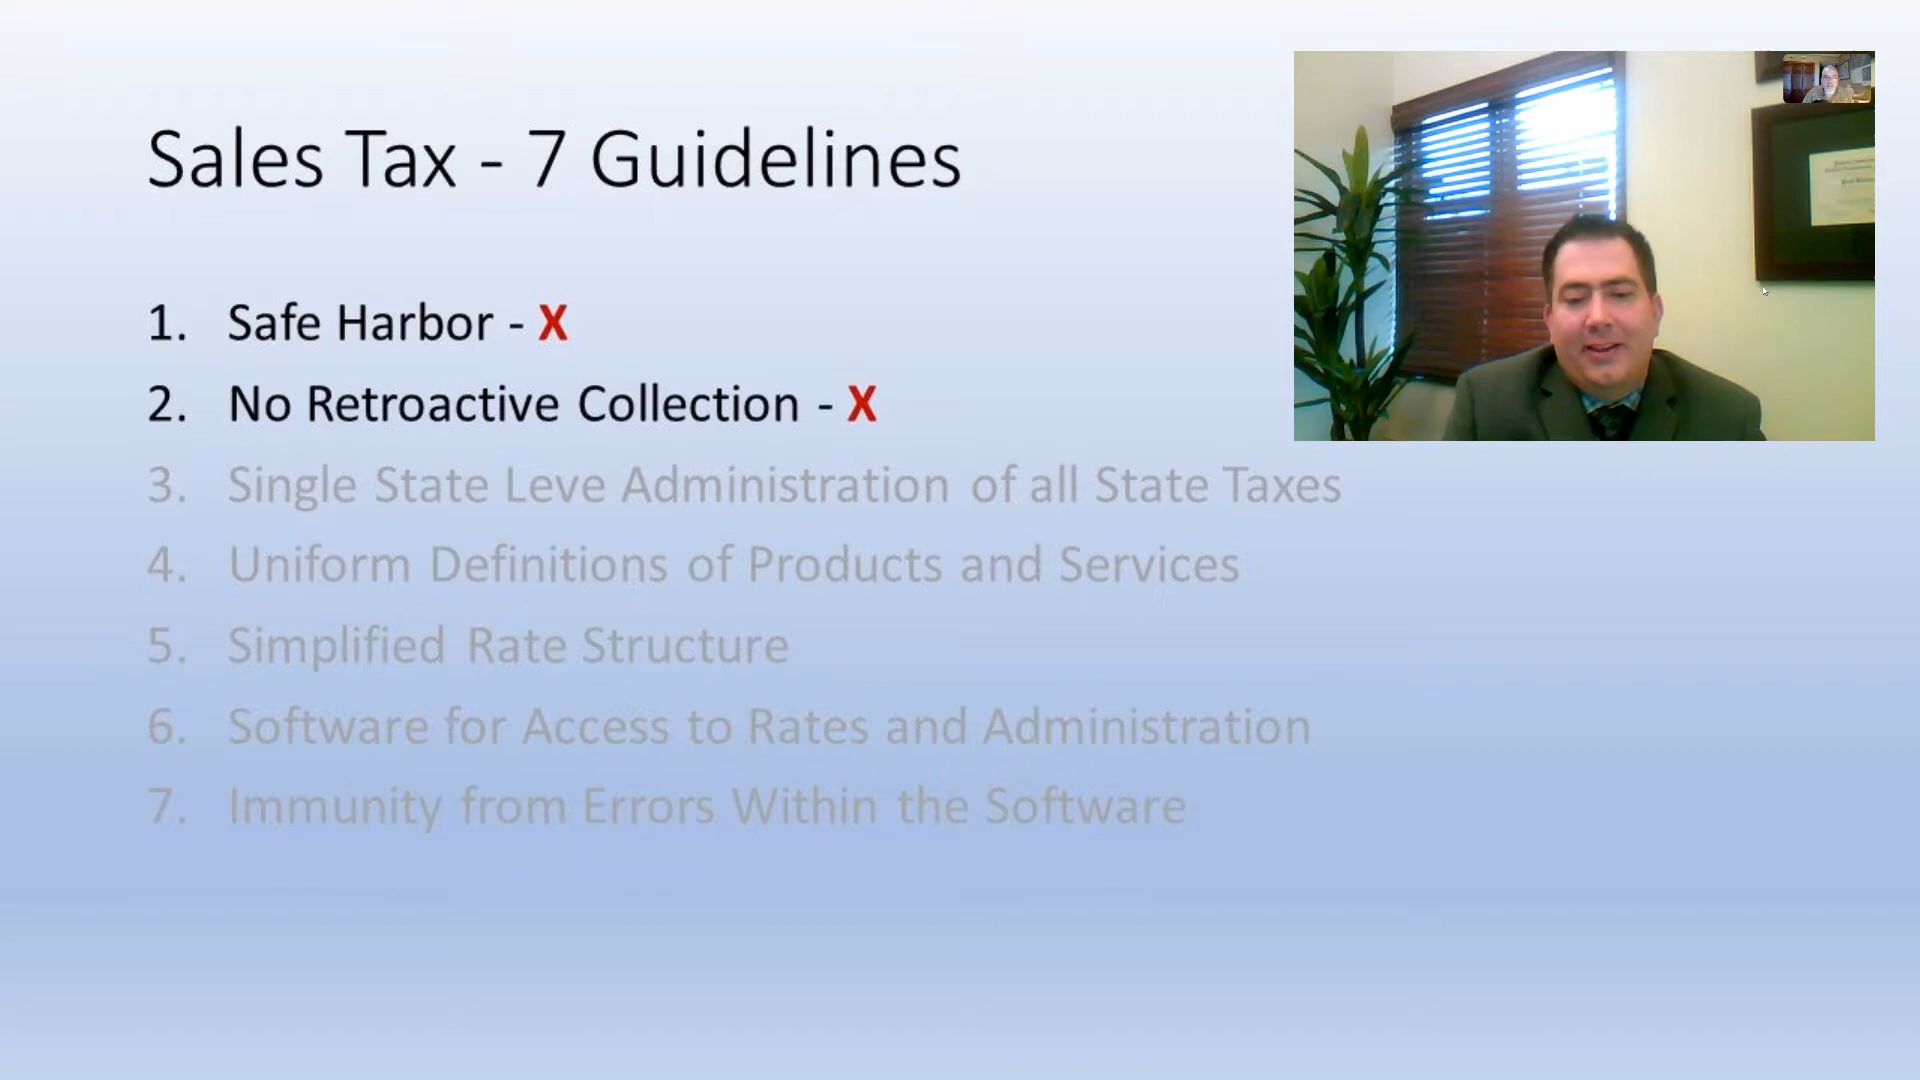 Sales Tax - 7 Guidelines
1. Safe Harbor - X
2. No Retroactive Collection - X
3. Single State Leve Administration of all State Taxes
4. Uniform Definitions of Products and Services
5. Simplified Rate Structure
6. Software for Access to Rates and Administration
7. Immunity from Errors Within the Software